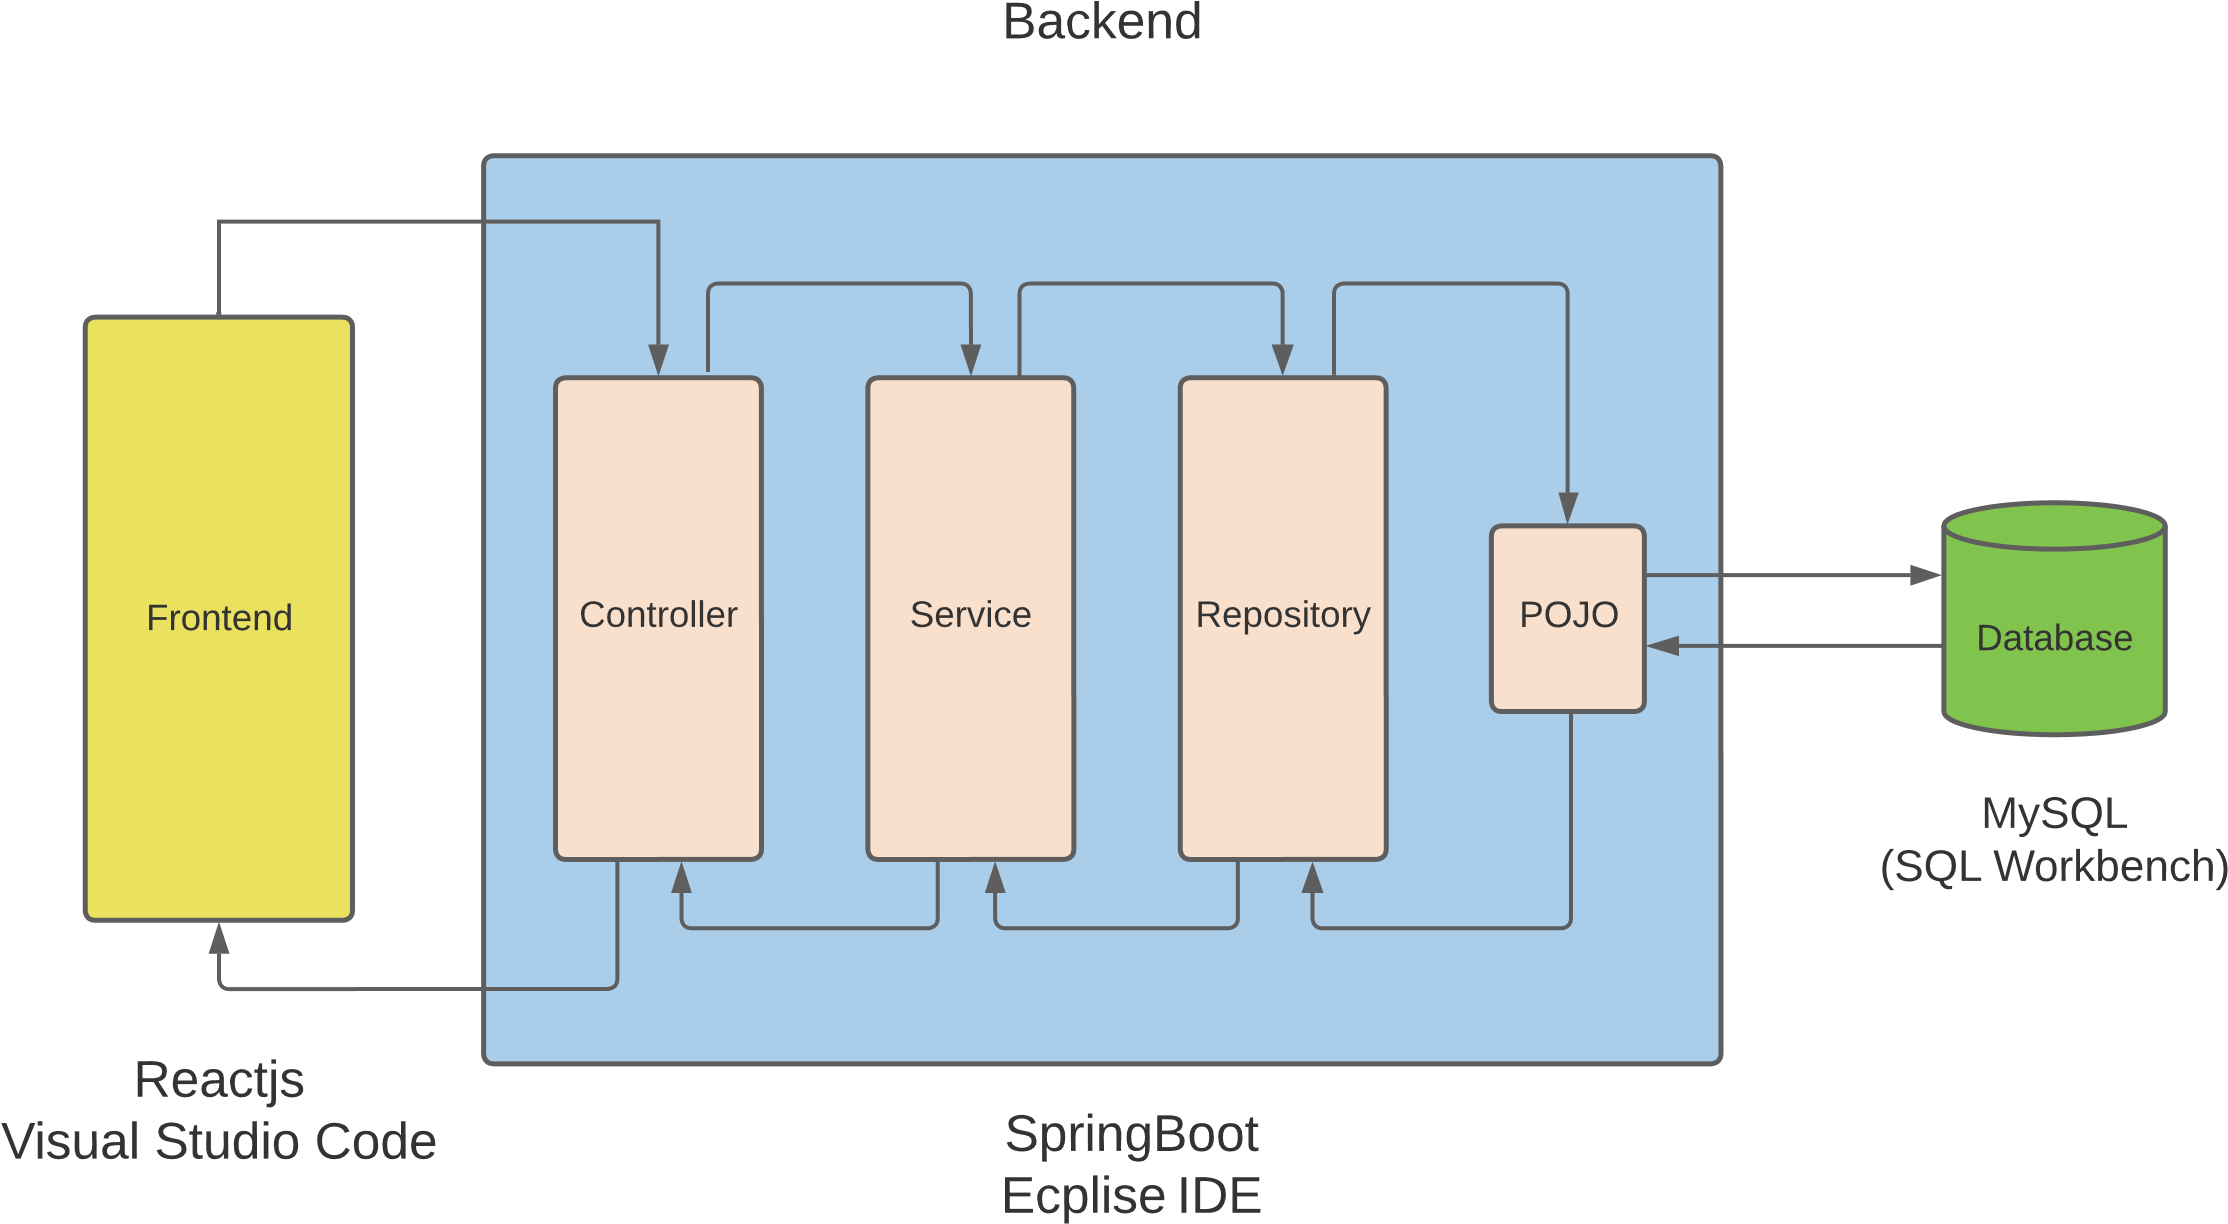 Backend
Frontend
Controller
Service
Repository
POJO
Database
MySQL
(SQL Workbench)
Reactjs
Visual Studio Code
SpringBoot
Ecplise IDE